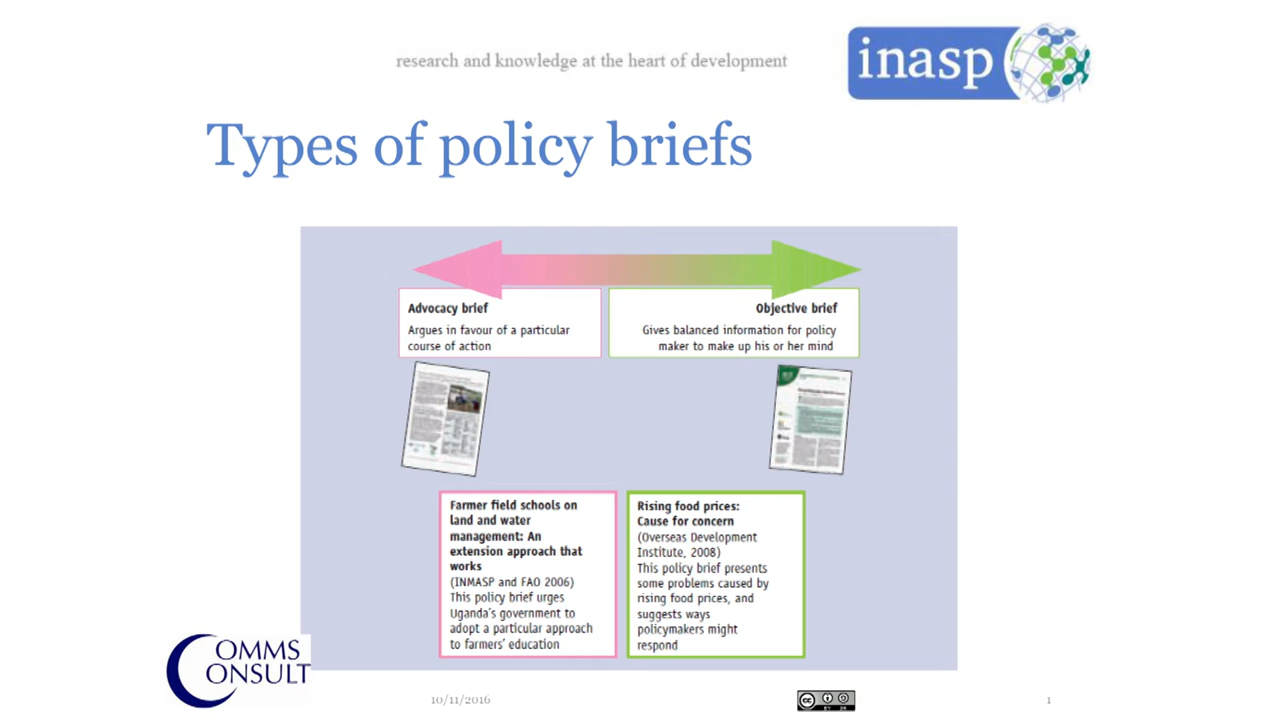 research and knowledge at the heart of development
inasp
Types of policy briefs
Advocacy brief
Argues in favour of a particular
course of action
Objective brief
Gives balanced information for policy
maker to make up his or her mind
Farmer field schools on
land and water
management: An
extension approach that
works
(INMASP and FAO 2006)
This policy brief urges
Uganda's government to
adopt a particular approach
to farmers' education
Rising food prices:
Cause for concern
(Overseas Development
Institute, 2008)
This policy brief presents
some problems caused by
rising food prices, and
suggests ways
policymakers might
respond
COMMS
CONSULT
10/11/2016
cc
BY SA
1